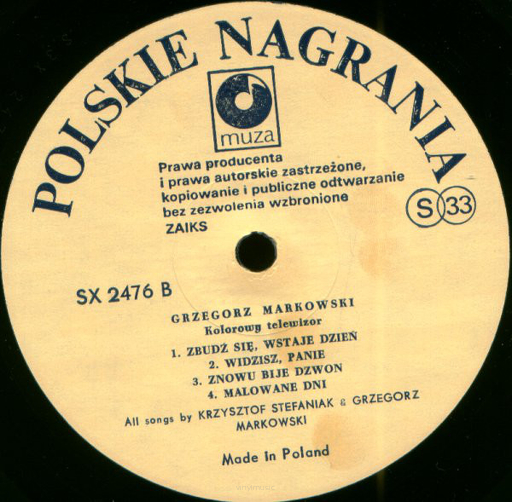 POLSKIE NAGRANIA
muza
Prawa producenta
i prawa autorskie zastrzeżone,
kopiowanie i publiczne odtwarzanie
bez zezwolenia wzbronione
ZAIKS
S 33
SX 2476 B
GRZEGORZ MARKOWSKI
Kolorowy telewizor
1. ZBUDŹ SIĘ, WSTAJE DZIEŃ
2. WIDZISZ, PANIE
3. ZNOWU BIJE DZWON
4. MALOWANE DNI
All songs by KRZYSZTOF STEFANIAK & GRZEGORZ
MARKOWSKI
Made in Poland